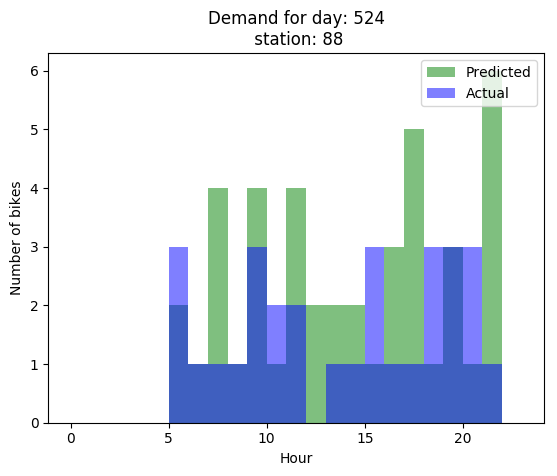 Demand for day: 524
station: 88
6
5
4
3
2
1
0
Number of bikes
Predicted
Actual
0
5
10
15
20
Hour